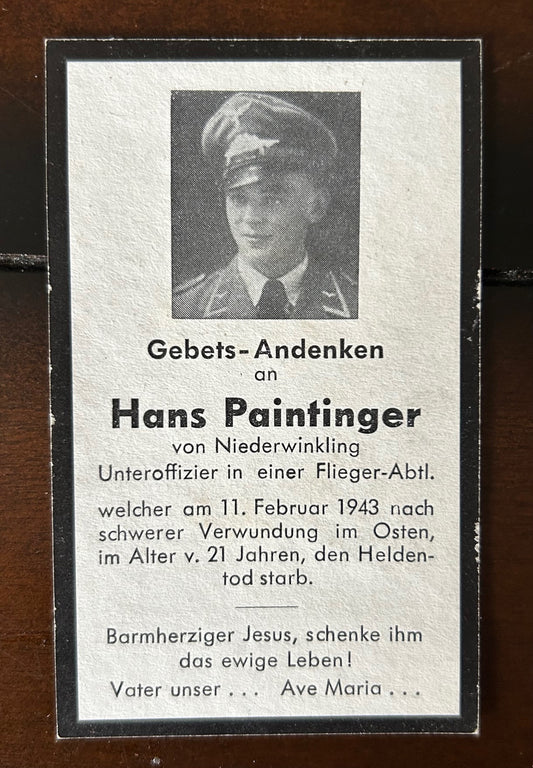 Gebets-Andenken
an
Hans Paintinger
von Niederwinkling
Unteroffizier in einer Flieger-Abtl.
welcher am 11. Februar 1943 nach
schwerer Verwundung im Osten,
im Alter v. 21 Jahren, den Helden-
tod starb.
Barmherziger Jesus, schenke ihm
das ewige Leben!
Vater unser . . . Ave Maria . . .